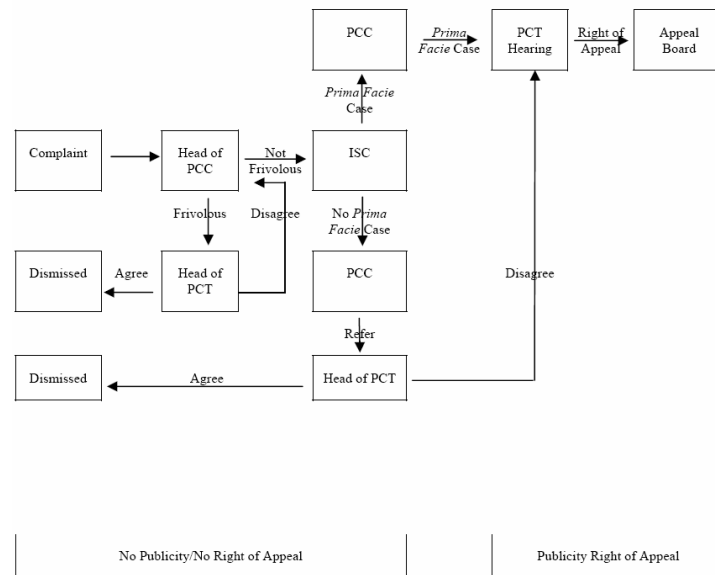 PCC
Prima
Facie Case
PCT
Hearing
Right of
Appeal
Appeal
Board
Prima Facie
Case
Complaint
Head of
PCC
Not
Frivolous
ISC
Frivolous
Disagree
No Prima
Facie Case
Dismissed
Agree
Head of
PCT
PCC
Disagree
Refer
Dismissed
Agree
Head of PCT
No Publicity/No Right of Appeal
Publicity Right of Appeal